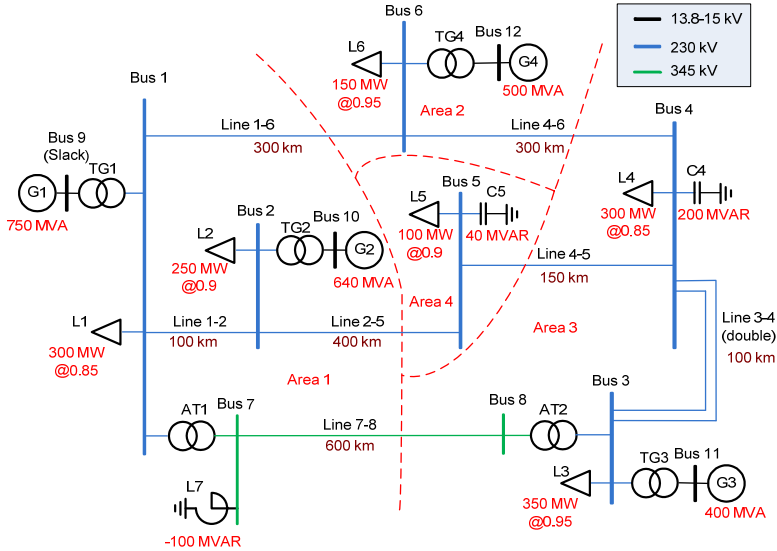 Bus 6
13.8-15 kV
230 kV
345 kV
L6
TG4
Bus 12
G4
150 MW
@0.95
500 MVA
Area 2
Bus 1
Line 1-6
300 km
Line 4-6
300 km
Bus 4
Bus 9
(Slack)
TG1
G1
750 MVA
L2
Bus 2
TG2
Bus 10
G2
250 MW
@0.9
640 MVA
Bus 5
L5
C5
100 MW
@0.9
40 MVAR
L4
C4
300 MW
@0.85
200 MVAR
Line 4-5
150 km
Area 4
Area 3
L1
300 MW
@0.85
Line 1-2
100 km
Line 2-5
400 km
Line 3-4
(double)
100 km
Area 1
Bus 3
AT1
Bus 7
Line 7-8
600 km
Bus 8
AT2
L7
-100 MVAR
L3
TG3
Bus 11
G3
350 MW
@0.95
400 MVA